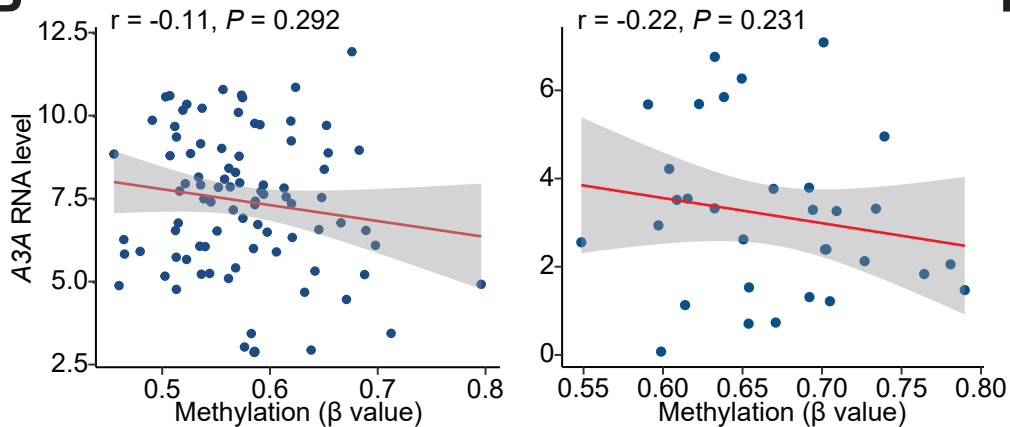 r = -0.11, P = 0.292
12.5
10.0
7.5
5.0
2.5
A3A RNA level
0.5 0.6 0.7 0.8
Methylation (β value)
r = -0.22, P = 0.231
6
4
2
0
0.55 0.60 0.65 0.70 0.75 0.80
Methylation (β value)